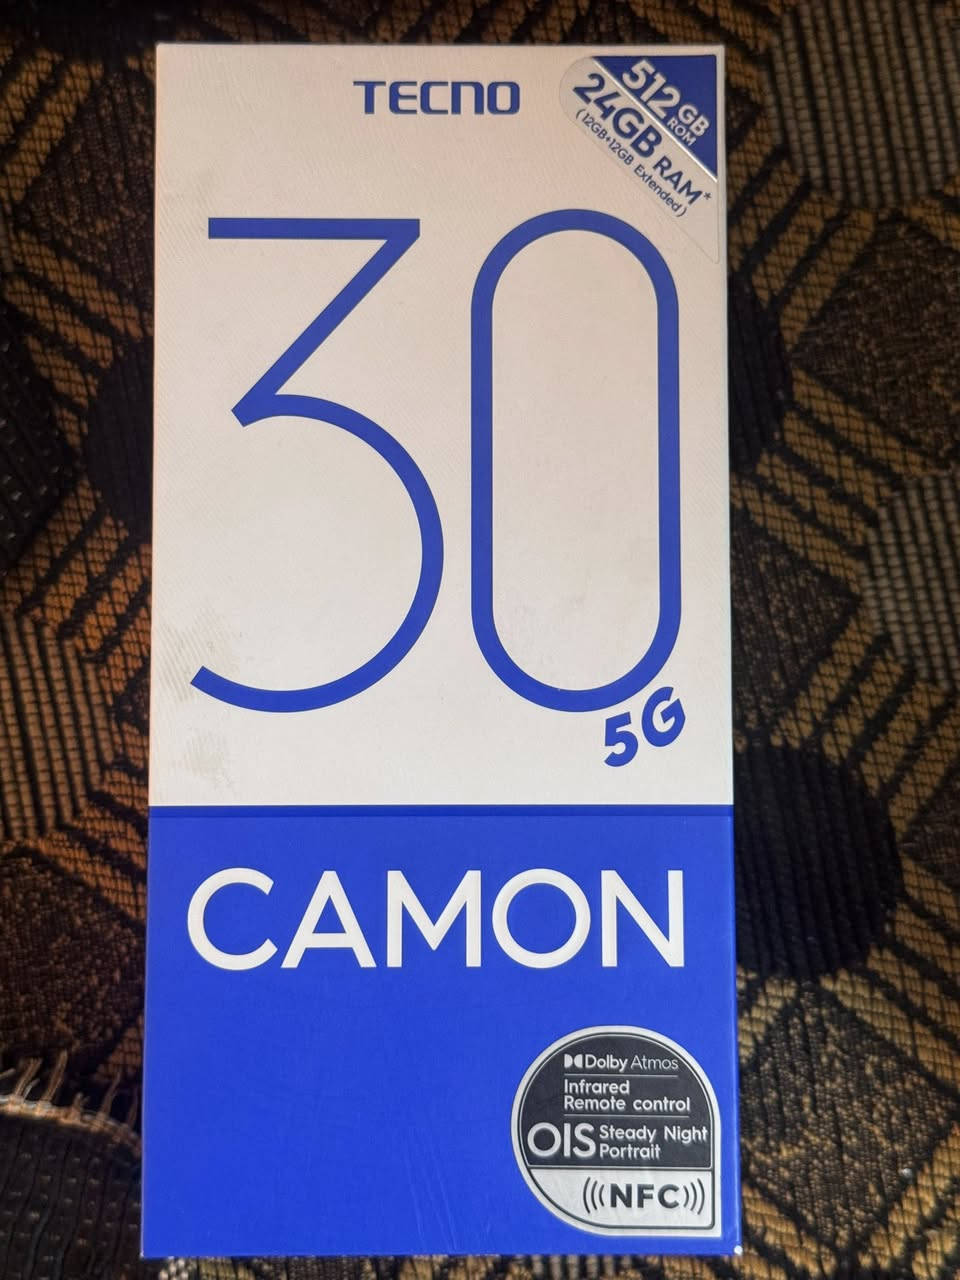 TECNO
512GB
ROM
24GB RAM*
(12GB+12GB Extended)
30
5G
CAMON
Dolby Atmos
Infrared
Remote control
OIS Steady Night
Portrait
NFC